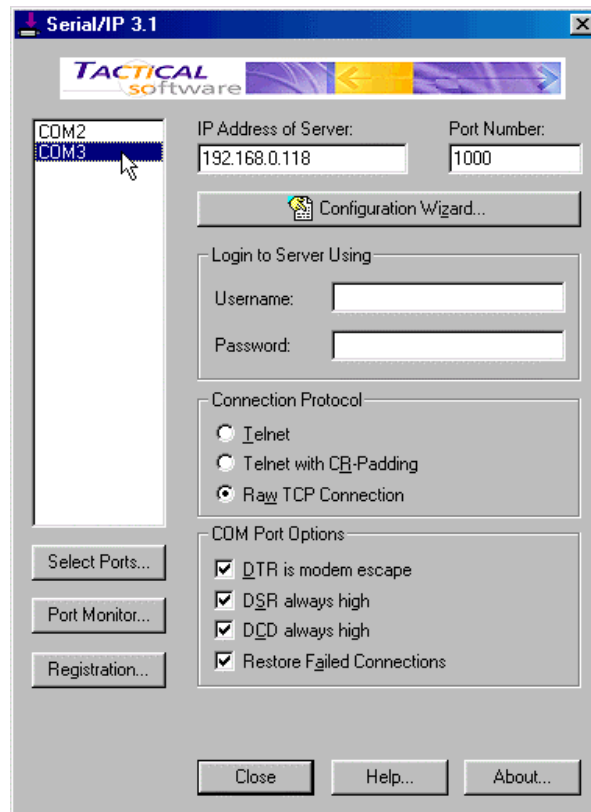 Serial/IP 3.1
TACTICAL
software
COM2
COM3
IP Address of Server:
Port Number:
192.168.0.118
1000
Configuration Wizard...
Login to Server Using
Username:
Password:
Connection Protocol
Telnet
Telnet with CR-Padding
Raw TCP Connection
COM Port Options
DTR is modem escape
DSR always high
DCD always high
Restore Failed Connections
Select Ports...
Port Monitor...
Registration...
Close
Help...
About...